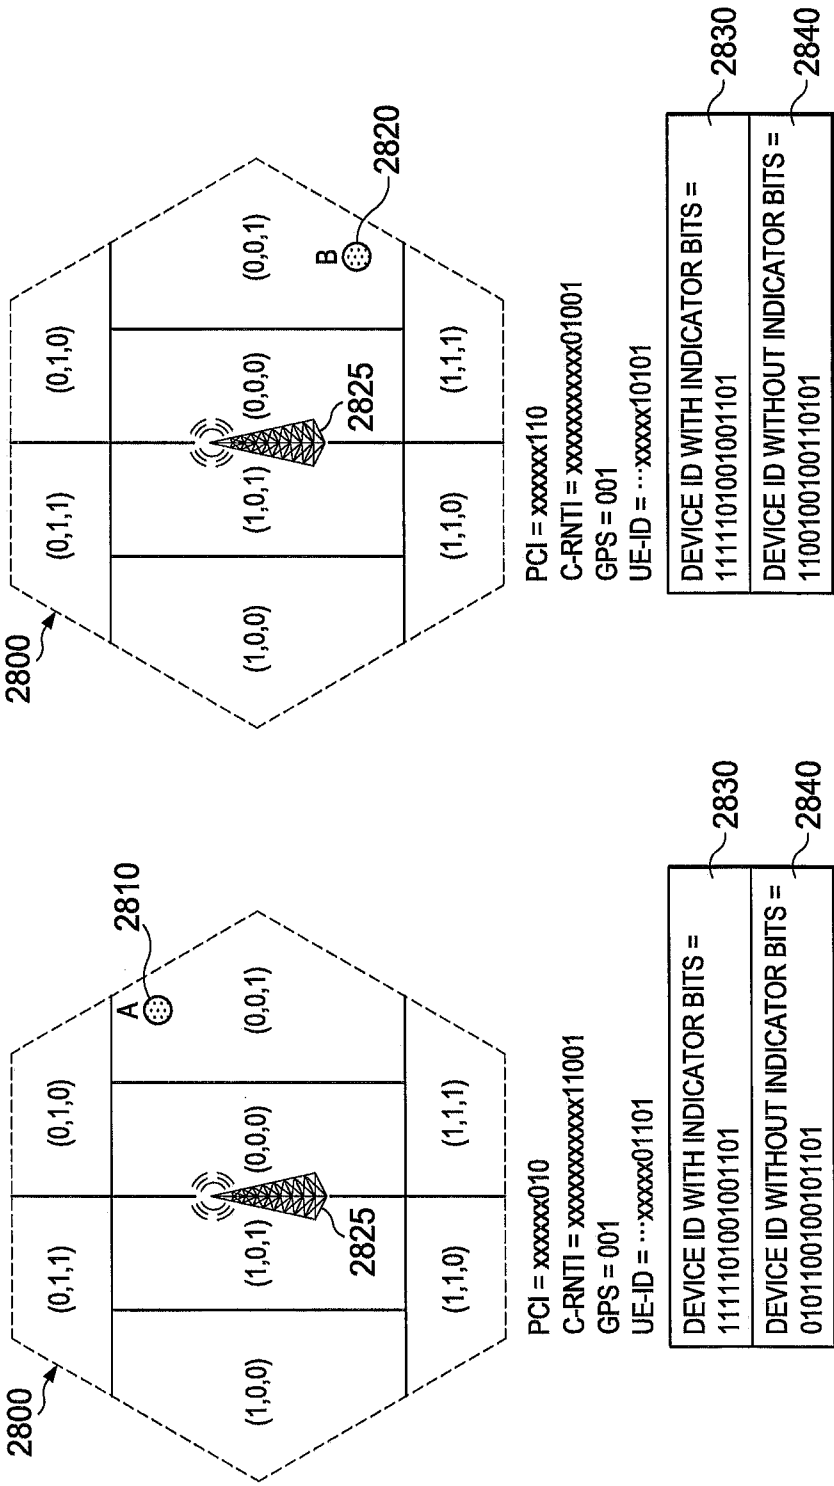 2800
(0,1,1)
(0,1,0)
A
2810
(1,0,0)
(1,0,1)
(0,0,0)
(0,0,1)
2825
(1,1,0)
(1,1,1)
PCI = xxxxxx010
C-RNTI = xxxxxxxxxxx11001
GPS = 001
UE-ID = ···xxxxx01101
DEVICE ID WITH INDICATOR BITS =
1111101001001101
2830
DEVICE ID WITHOUT INDICATOR BITS =
0101100100101101
2840
2800
(0,1,1)
(0,1,0)
(1,0,0)
(1,0,1)
(0,0,0)
(0,0,1)
B
2820
2825
(1,1,0)
(1,1,1)
PCI = xxxxxx110
C-RNTI = xxxxxxxxxxx01001
GPS = 001
UE-ID = ···xxxxx10101
DEVICE ID WITH INDICATOR BITS =
1111101001001101
2830
DEVICE ID WITHOUT INDICATOR BITS =
1100100100110101
2840